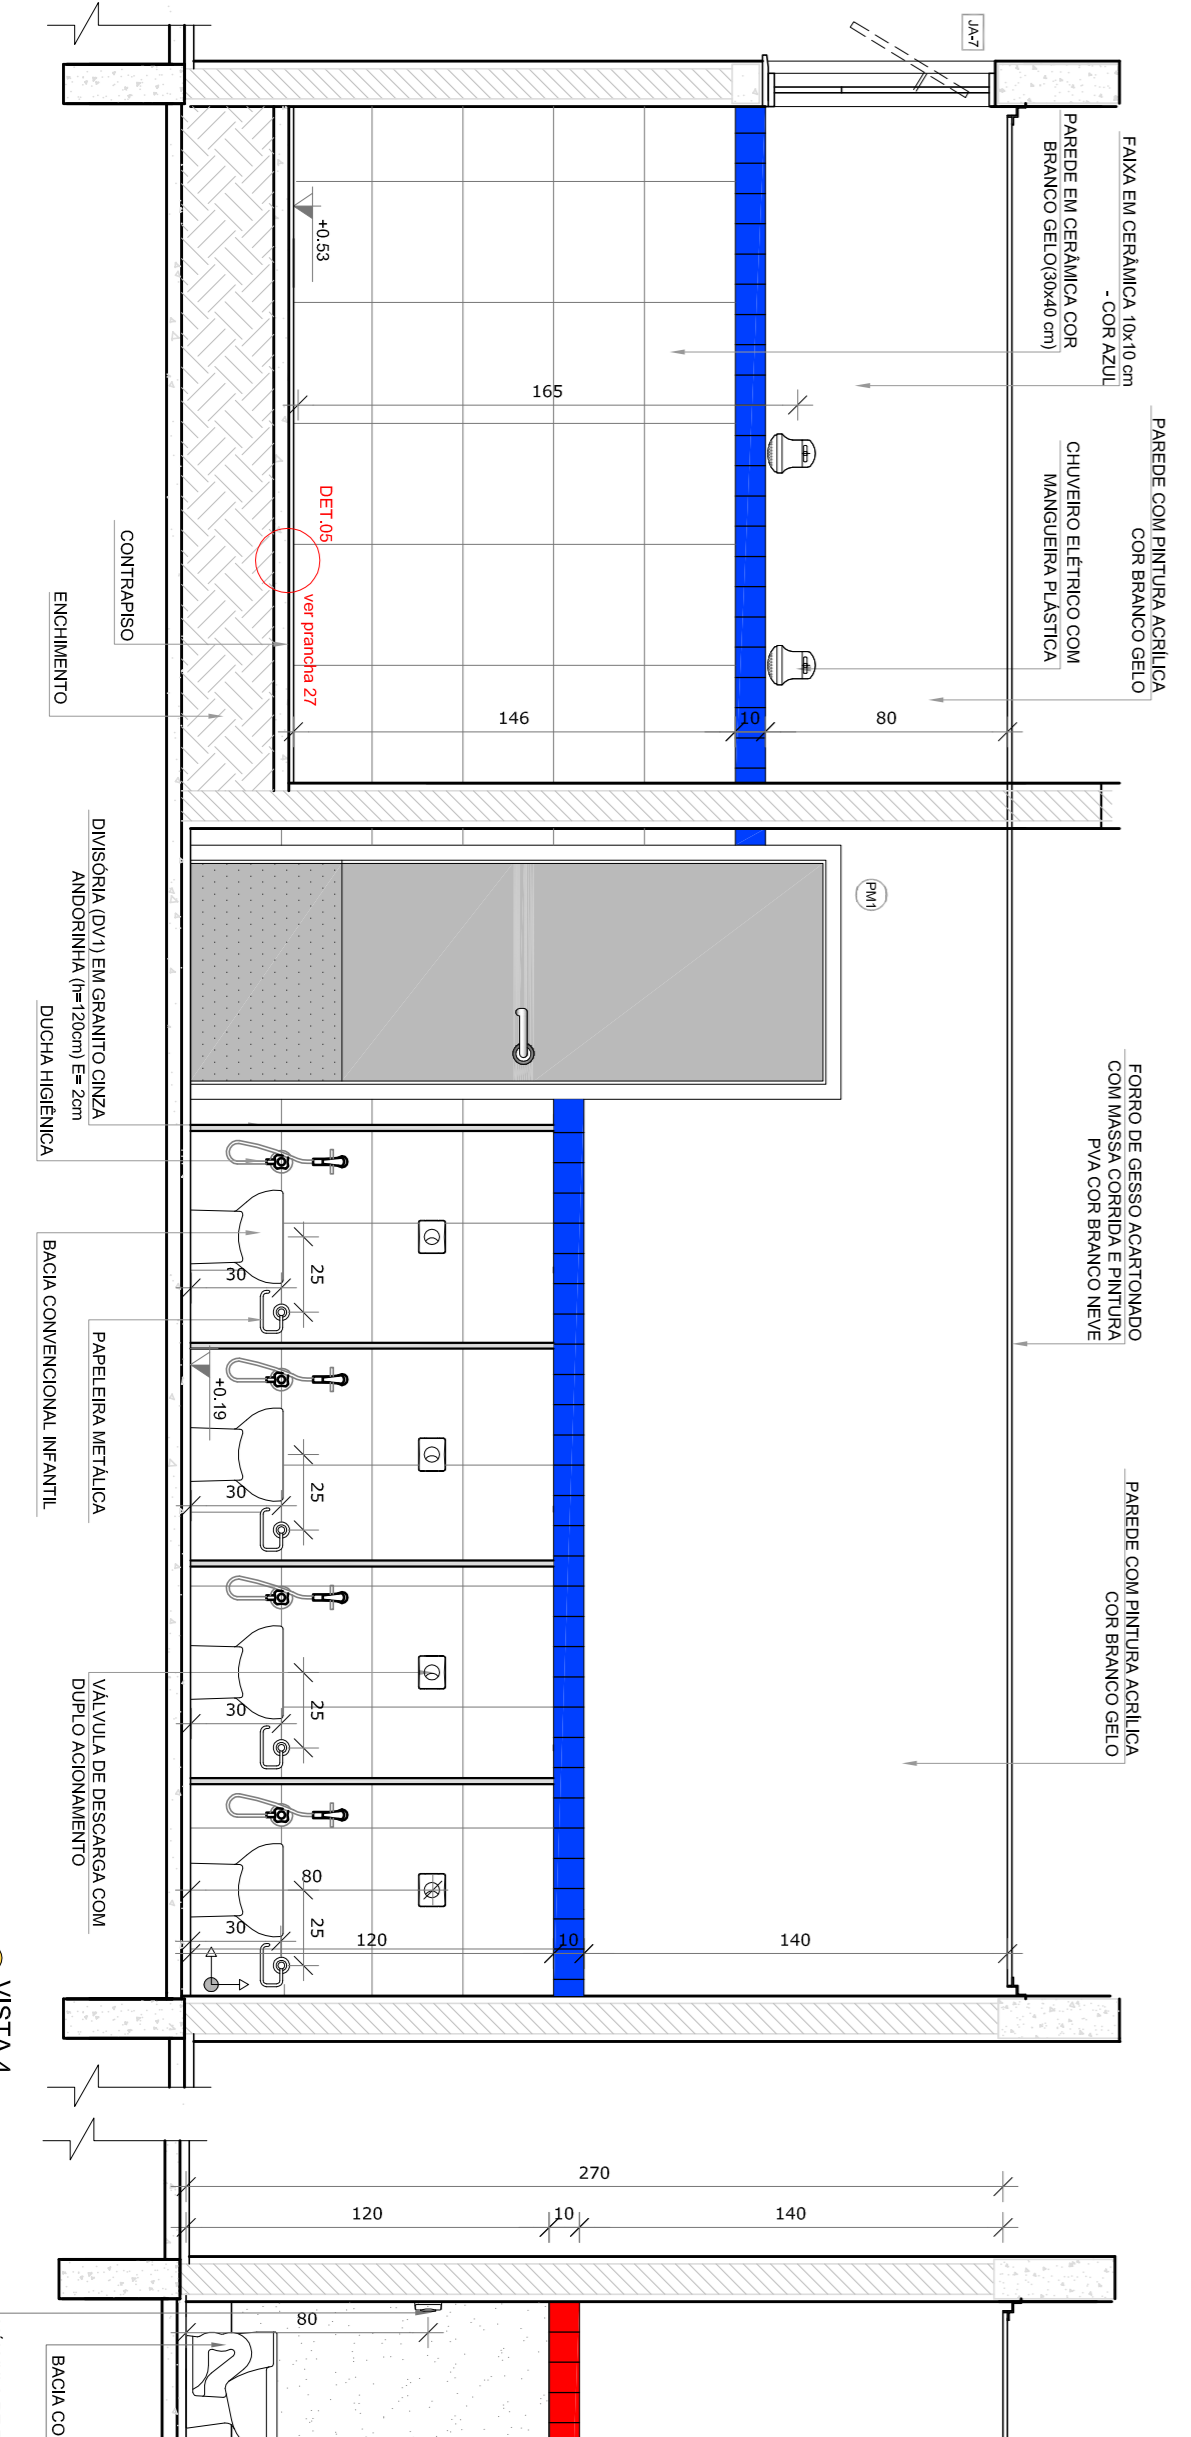 JA-7
FAIXA EM CERÂMICA 10x10 cm
- COR AZUL
PAREDE EM CERÂMICA COR
BRANCO GELO(30x40 cm)
PAREDE COM PINTURA ACRÍLICA
COR BRANCO GELO
CHUVEIRO ELÉTRICO COM
MANGUEIRA PLÁSTICA
+0.53
165
DET.05
ver prancha 27
146
10
80
CONTRAPISO
ENCHIMENTO
PM1
FORRO DE GESSO ACARTONADO
COM MASSA CORRIDA E PINTURA
PVA COR BRANCO NEVE
PAREDE COM PINTURA ACRÍLICA
COR BRANCO GELO
DIVISÓRIA (DV1) EM GRANITO CINZA
ANDORINHA (h=120cm) E= 2cm
DUCHA HIGIÊNICA
BACIA CONVENCIONAL INFANTIL
PAPELEIRA METÁLICA
VÁLVULA DE DESCARGA COM
DUPLO ACIONAMENTO
30
25
+0.19
30
25
30
25
80
30
25
120
10
140
VISTA 4
270
120
10
140
80
BACIA CO